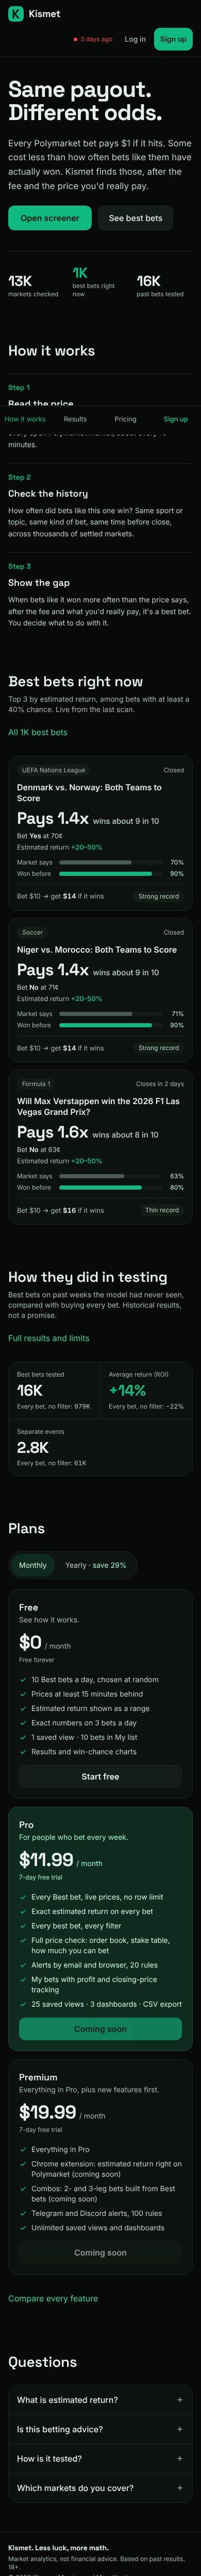 K Kismet
3 days ago Log in Sign up
Same payout.
Different odds.
Every Polymarket bet pays $1 if it hits. Some
cost less than how often bets like them have
actually won. Kismet finds those, after the
fee and the price you'd really pay.
Open screener See best bets
13K
markets checked
1K
best bets right
now
16K
past bets tested
How it works
Step 1
Read the price
How it works Results Pricing Sign up
minutes.
Step 2
Check the history
How often did bets like this one win? Same sport or
topic, same kind of bet, same time before close,
across thousands of settled markets.
Step 3
Show the gap
When bets like it won more often than the price says,
after the fee and what you'd really pay, it's a best bet.
You decide what to do with it.
Best bets right now
Top 3 by estimated return, among bets with at least a
40% chance. Live from the last scan.
All 1K best bets
UEFA Nations League Closed
Denmark vs. Norway: Both Teams to
Score
Pays 1.4x wins about 9 in 10
Bet Yes at 70¢
Estimated return +20–50%
Market says 70%
Won before 90%
Bet $10 → get $14 if it wins Strong record
Soccer Closed
Niger vs. Morocco: Both Teams to Score
Pays 1.4x wins about 9 in 10
Bet No at 71¢
Estimated return +20–50%
Market says 71%
Won before 90%
Bet $10 → get $14 if it wins Strong record
Formula 1 Closes in 2 days
Will Max Verstappen win the 2026 F1 Las
Vegas Grand Prix?
Pays 1.6x wins about 8 in 10
Bet No at 63¢
Estimated return +20–50%
Market says 63%
Won before 80%
Bet $10 → get $16 if it wins Thin record
How they did in testing
Best bets on past weeks the model had never seen,
compared with buying every bet. Historical results,
not a promise.
Full results and limits
Best bets tested
16K
Every bet, no filter: 979K
Average return (ROI)
+14%
Every bet, no filter: −22%
Separate events
2.8K
Every bet, no filter: 61K
Plans
Monthly Yearly · save 29%
Free
See how it works.
$0 / month
Free forever
✓ 10 Best bets a day, chosen at random
✓ Prices at least 15 minutes behind
✓ Estimated return shown as a range
✓ Exact numbers on 3 bets a day
✓ 1 saved view · 10 bets in My list
✓ Results and win-chance charts
Start free
Pro
For people who bet every week.
$11.99 / month
7-day free trial
✓ Every Best bet, live prices, no row limit
✓ Exact estimated return on every bet
✓ Every best bet, every filter
✓ Full price check: order book, stake table,
how much you can bet
✓ Alerts by email and browser, 20 rules
✓ My bets with profit and closing-price
tracking
✓ 25 saved views · 3 dashboards · CSV export
Coming soon
Premium
Everything in Pro, plus new features first.
$19.99 / month
7-day free trial
✓ Everything in Pro
✓ Chrome extension: estimated return right on
Polymarket (coming soon)
✓ Combos: 2- and 3-leg bets built from Best
bets (coming soon)
✓ Telegram and Discord alerts, 100 rules
✓ Unlimited saved views and dashboards
Coming soon
Compare every feature
Questions
What is estimated return? +
Is this betting advice? +
How is it tested? +
Which markets do you cover? +
Kismet. Less luck, more math.
Market analytics, not financial advice. Based on past results.
18+.